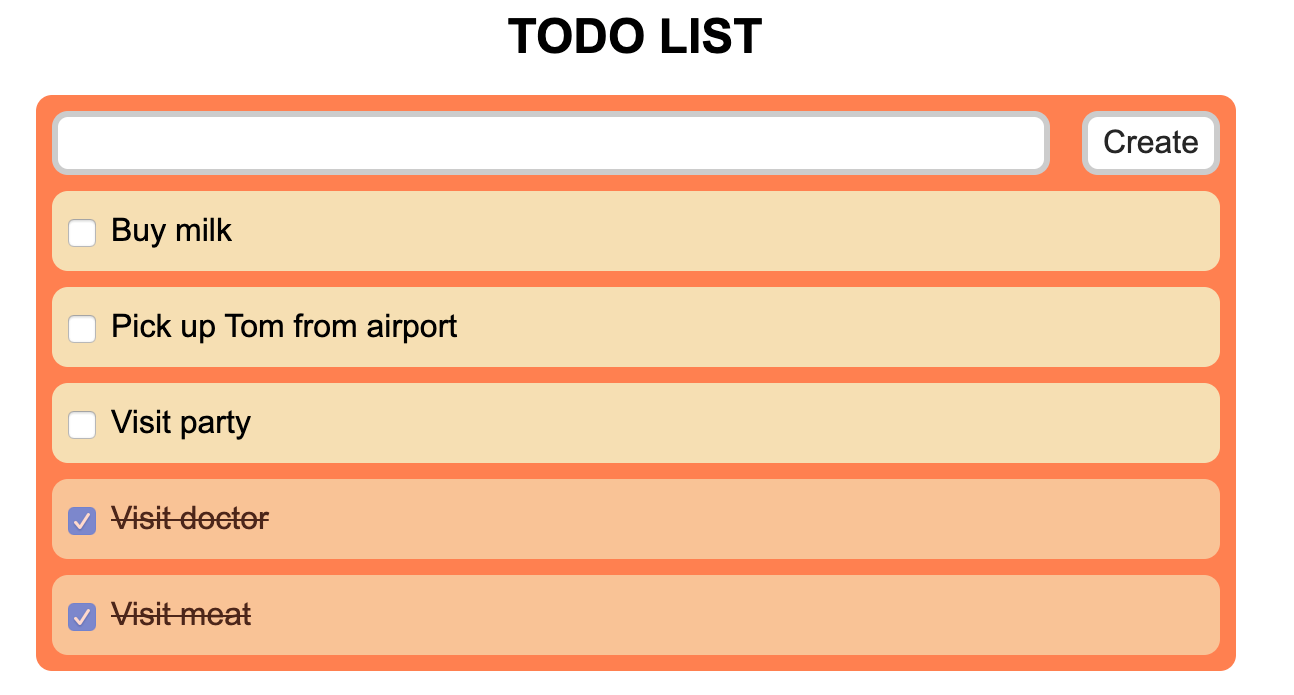 TODO LIST
Create
Buy milk
Pick up Tom from airport
Visit party
Visit doctor
Visit meat